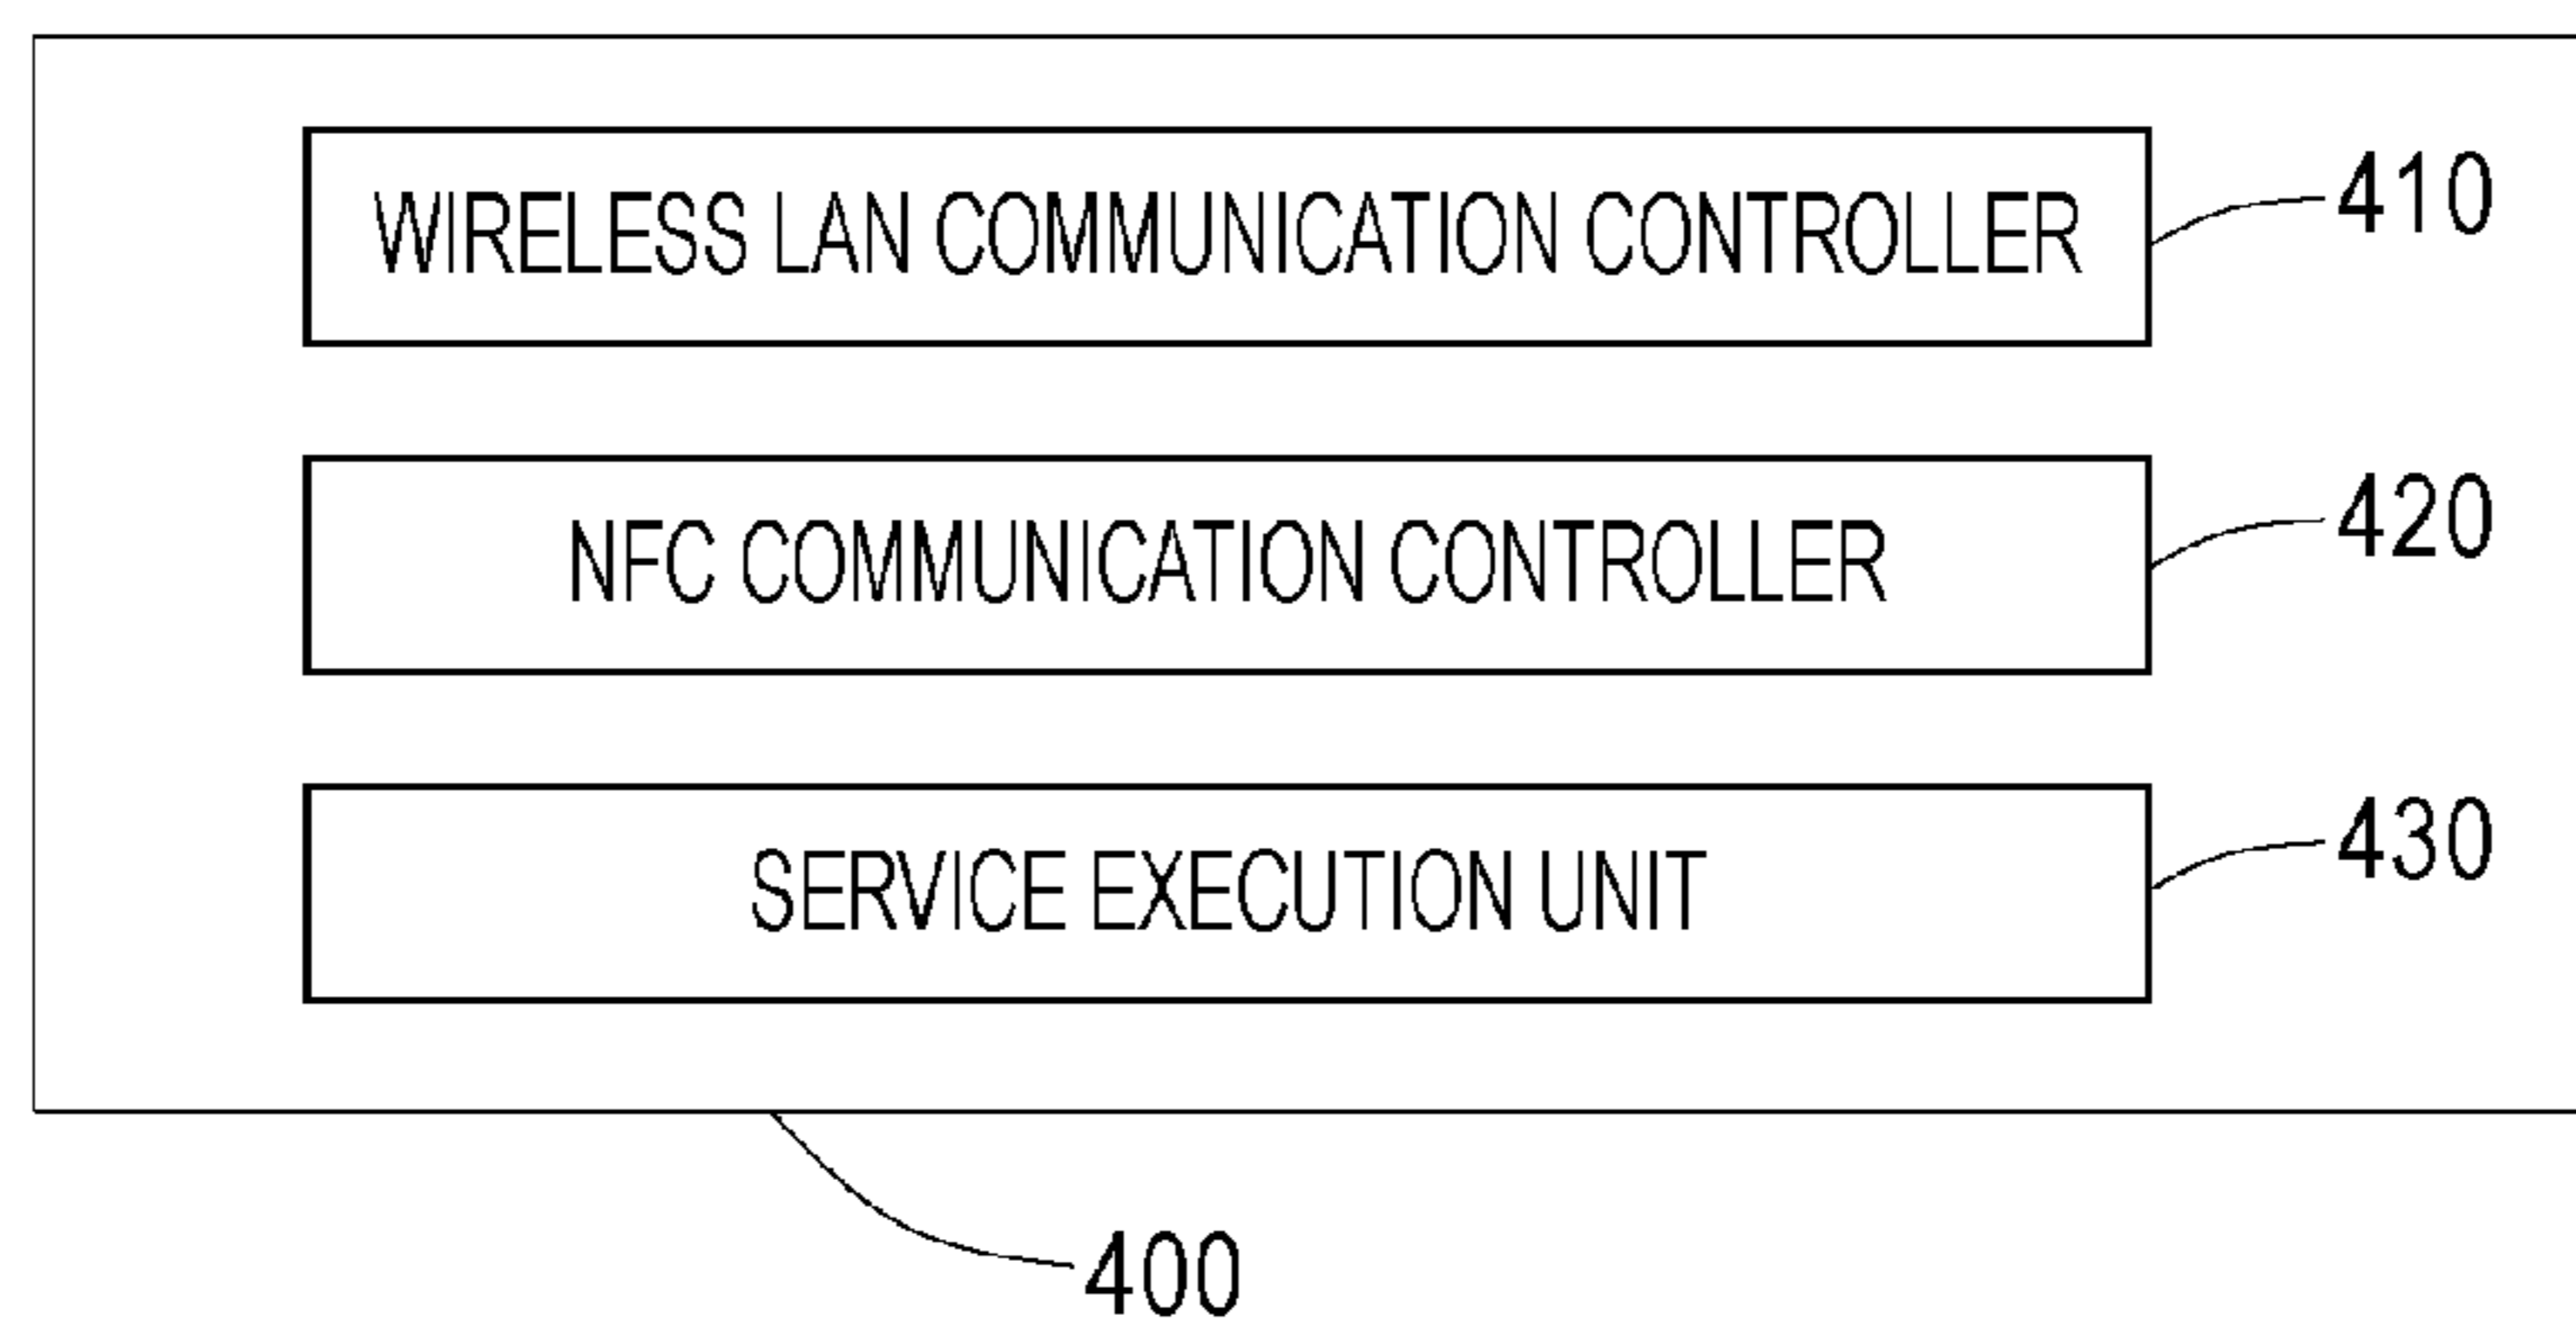 WIRELESS LAN COMMUNICATION CONTROLLER 410
NFC COMMUNICATION CONTROLLER 420
SERVICE EXECUTION UNIT 430
400